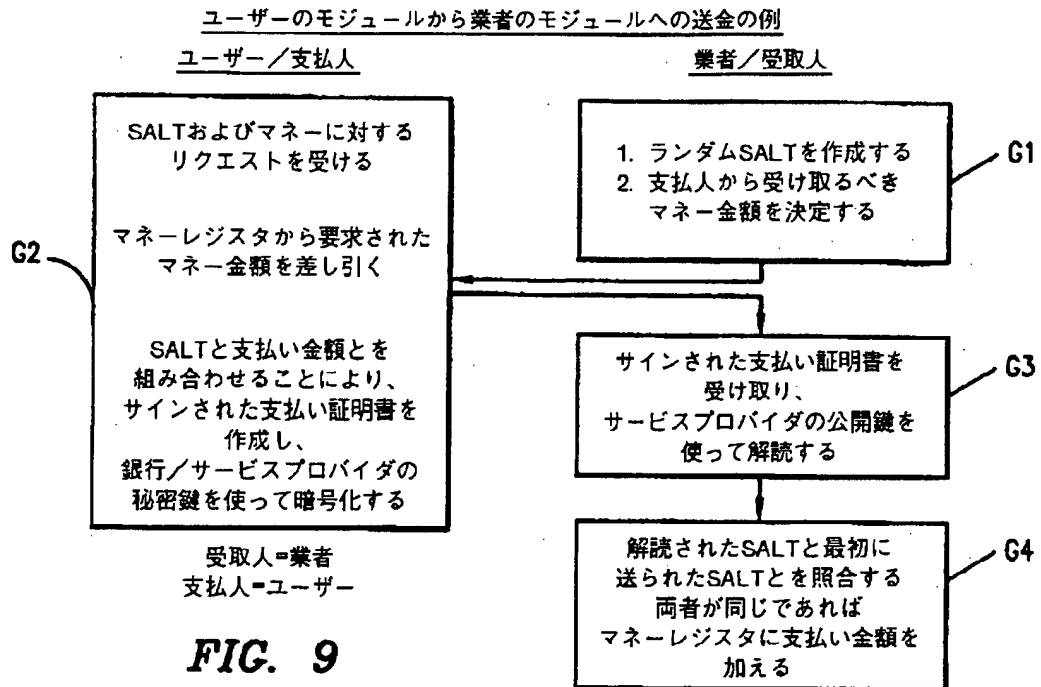 ユーザーのモジュールから業者のモジュールへの送金の例
ユーザー／支払人
業者／受取人
SALTおよびマネーに対する
リクエストを受ける
マネーレジスタから要求された
マネー金額を差し引く
SALTと支払い金額とを
組み合わせることにより、
サインされた支払い証明書を
作成し、
銀行／サービスプロバイダの
秘密鍵を使って暗号化する
G2
受取人=業者
支払人=ユーザー
1. ランダムSALTを作成する
2. 支払人から受け取るべき
マネー金額を決定する
G1
サインされた支払い証明書を
受け取り、
サービスプロバイダの公開鍵を
使って解読する
G3
解読されたSALTと最初に
送られたSALTとを照合する
両者が同じであれば
マネーレジスタに支払い金額を
加える
G4
FIG. 9